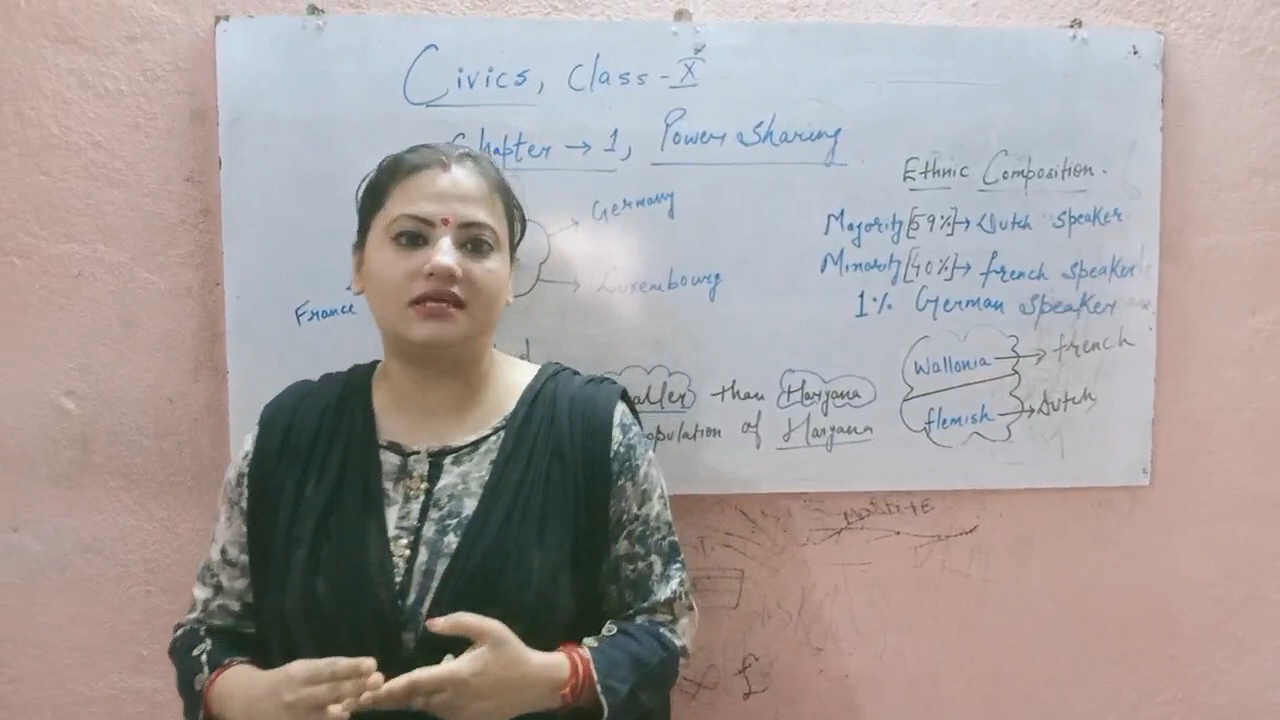 Civics, Class - X
Chapter → 1, Power Sharing
Germany
Luxembourg
France
than Haryana
of Haryana
Ethnic Composition.
Majority [59%] → Dutch Speaker
Minority [40%] → french speaker
1% German speaker
Wallonia → french
flemish → Dutch